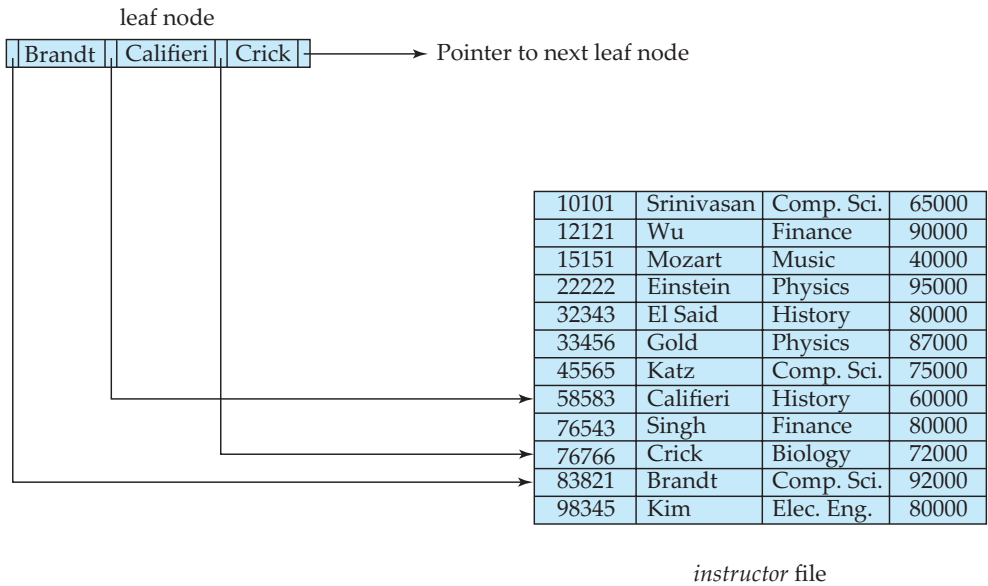 leaf node
Brandt Califieri Crick
Pointer to next leaf node
10101 Srinivasan Comp. Sci. 65000
12121 Wu Finance 90000
15151 Mozart Music 40000
22222 Einstein Physics 95000
32343 El Said History 80000
33456 Gold Physics 87000
45565 Katz Comp. Sci. 75000
58583 Califieri History 60000
76543 Singh Finance 80000
76766 Crick Biology 72000
83821 Brandt Comp. Sci. 92000
98345 Kim Elec. Eng. 80000
instructor file